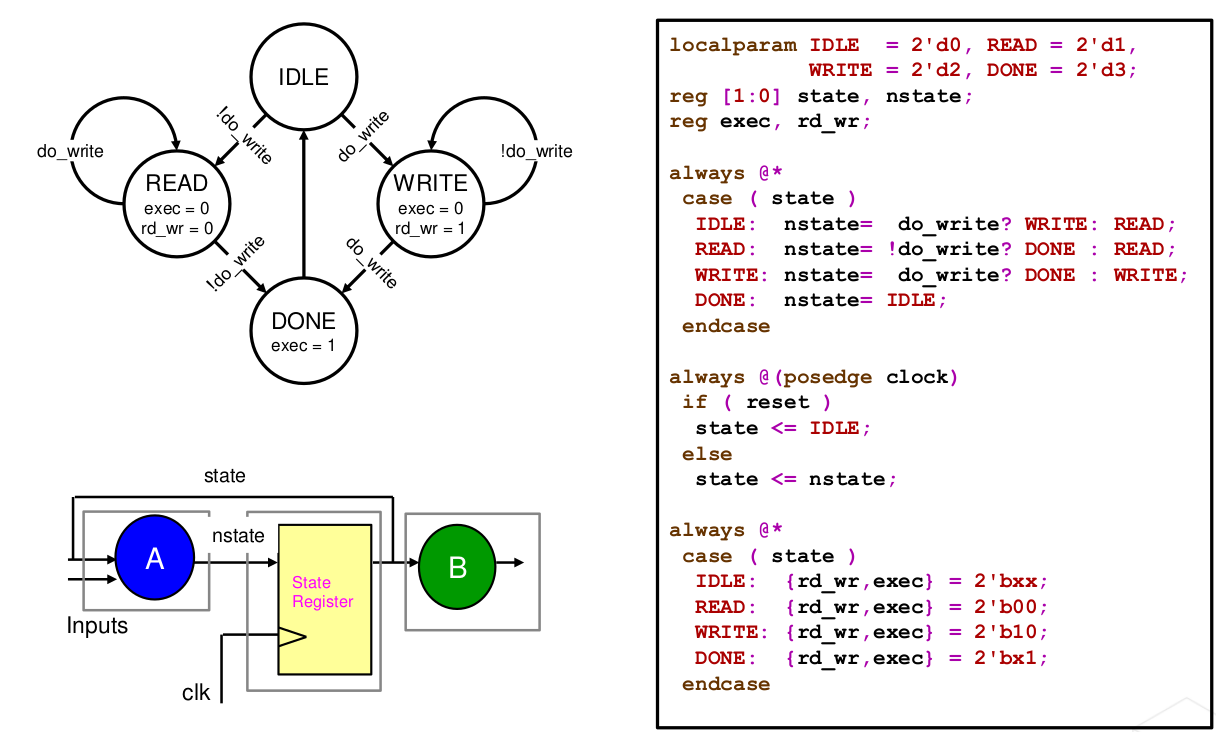 IDLE
!do_write
do_write
do_write
!do_write
READ
exec = 0
rd_wr = 0
WRITE
exec = 0
rd_wr = 1
!do_write
do_write
DONE
exec = 1
state
nstate
A
B
State
Register
Inputs
clk
localparam IDLE  = 2'd0, READ = 2'd1,
           WRITE = 2'd2, DONE = 2'd3;
reg [1:0] state, nstate;
reg exec, rd_wr;
always @*
 case ( state )
  IDLE:  nstate=  do_write? WRITE: READ;
  READ:  nstate= !do_write? DONE : READ;
  WRITE: nstate=  do_write? DONE : WRITE;
  DONE:  nstate= IDLE;
 endcase
always @(posedge clock)
 if ( reset )
  state <= IDLE;
 else
  state <= nstate;
always @*
 case ( state )
  IDLE:  {rd_wr,exec} = 2'bxx;
  READ:  {rd_wr,exec} = 2'b00;
  WRITE: {rd_wr,exec} = 2'b10;
  DONE:  {rd_wr,exec} = 2'bx1;
 endcase